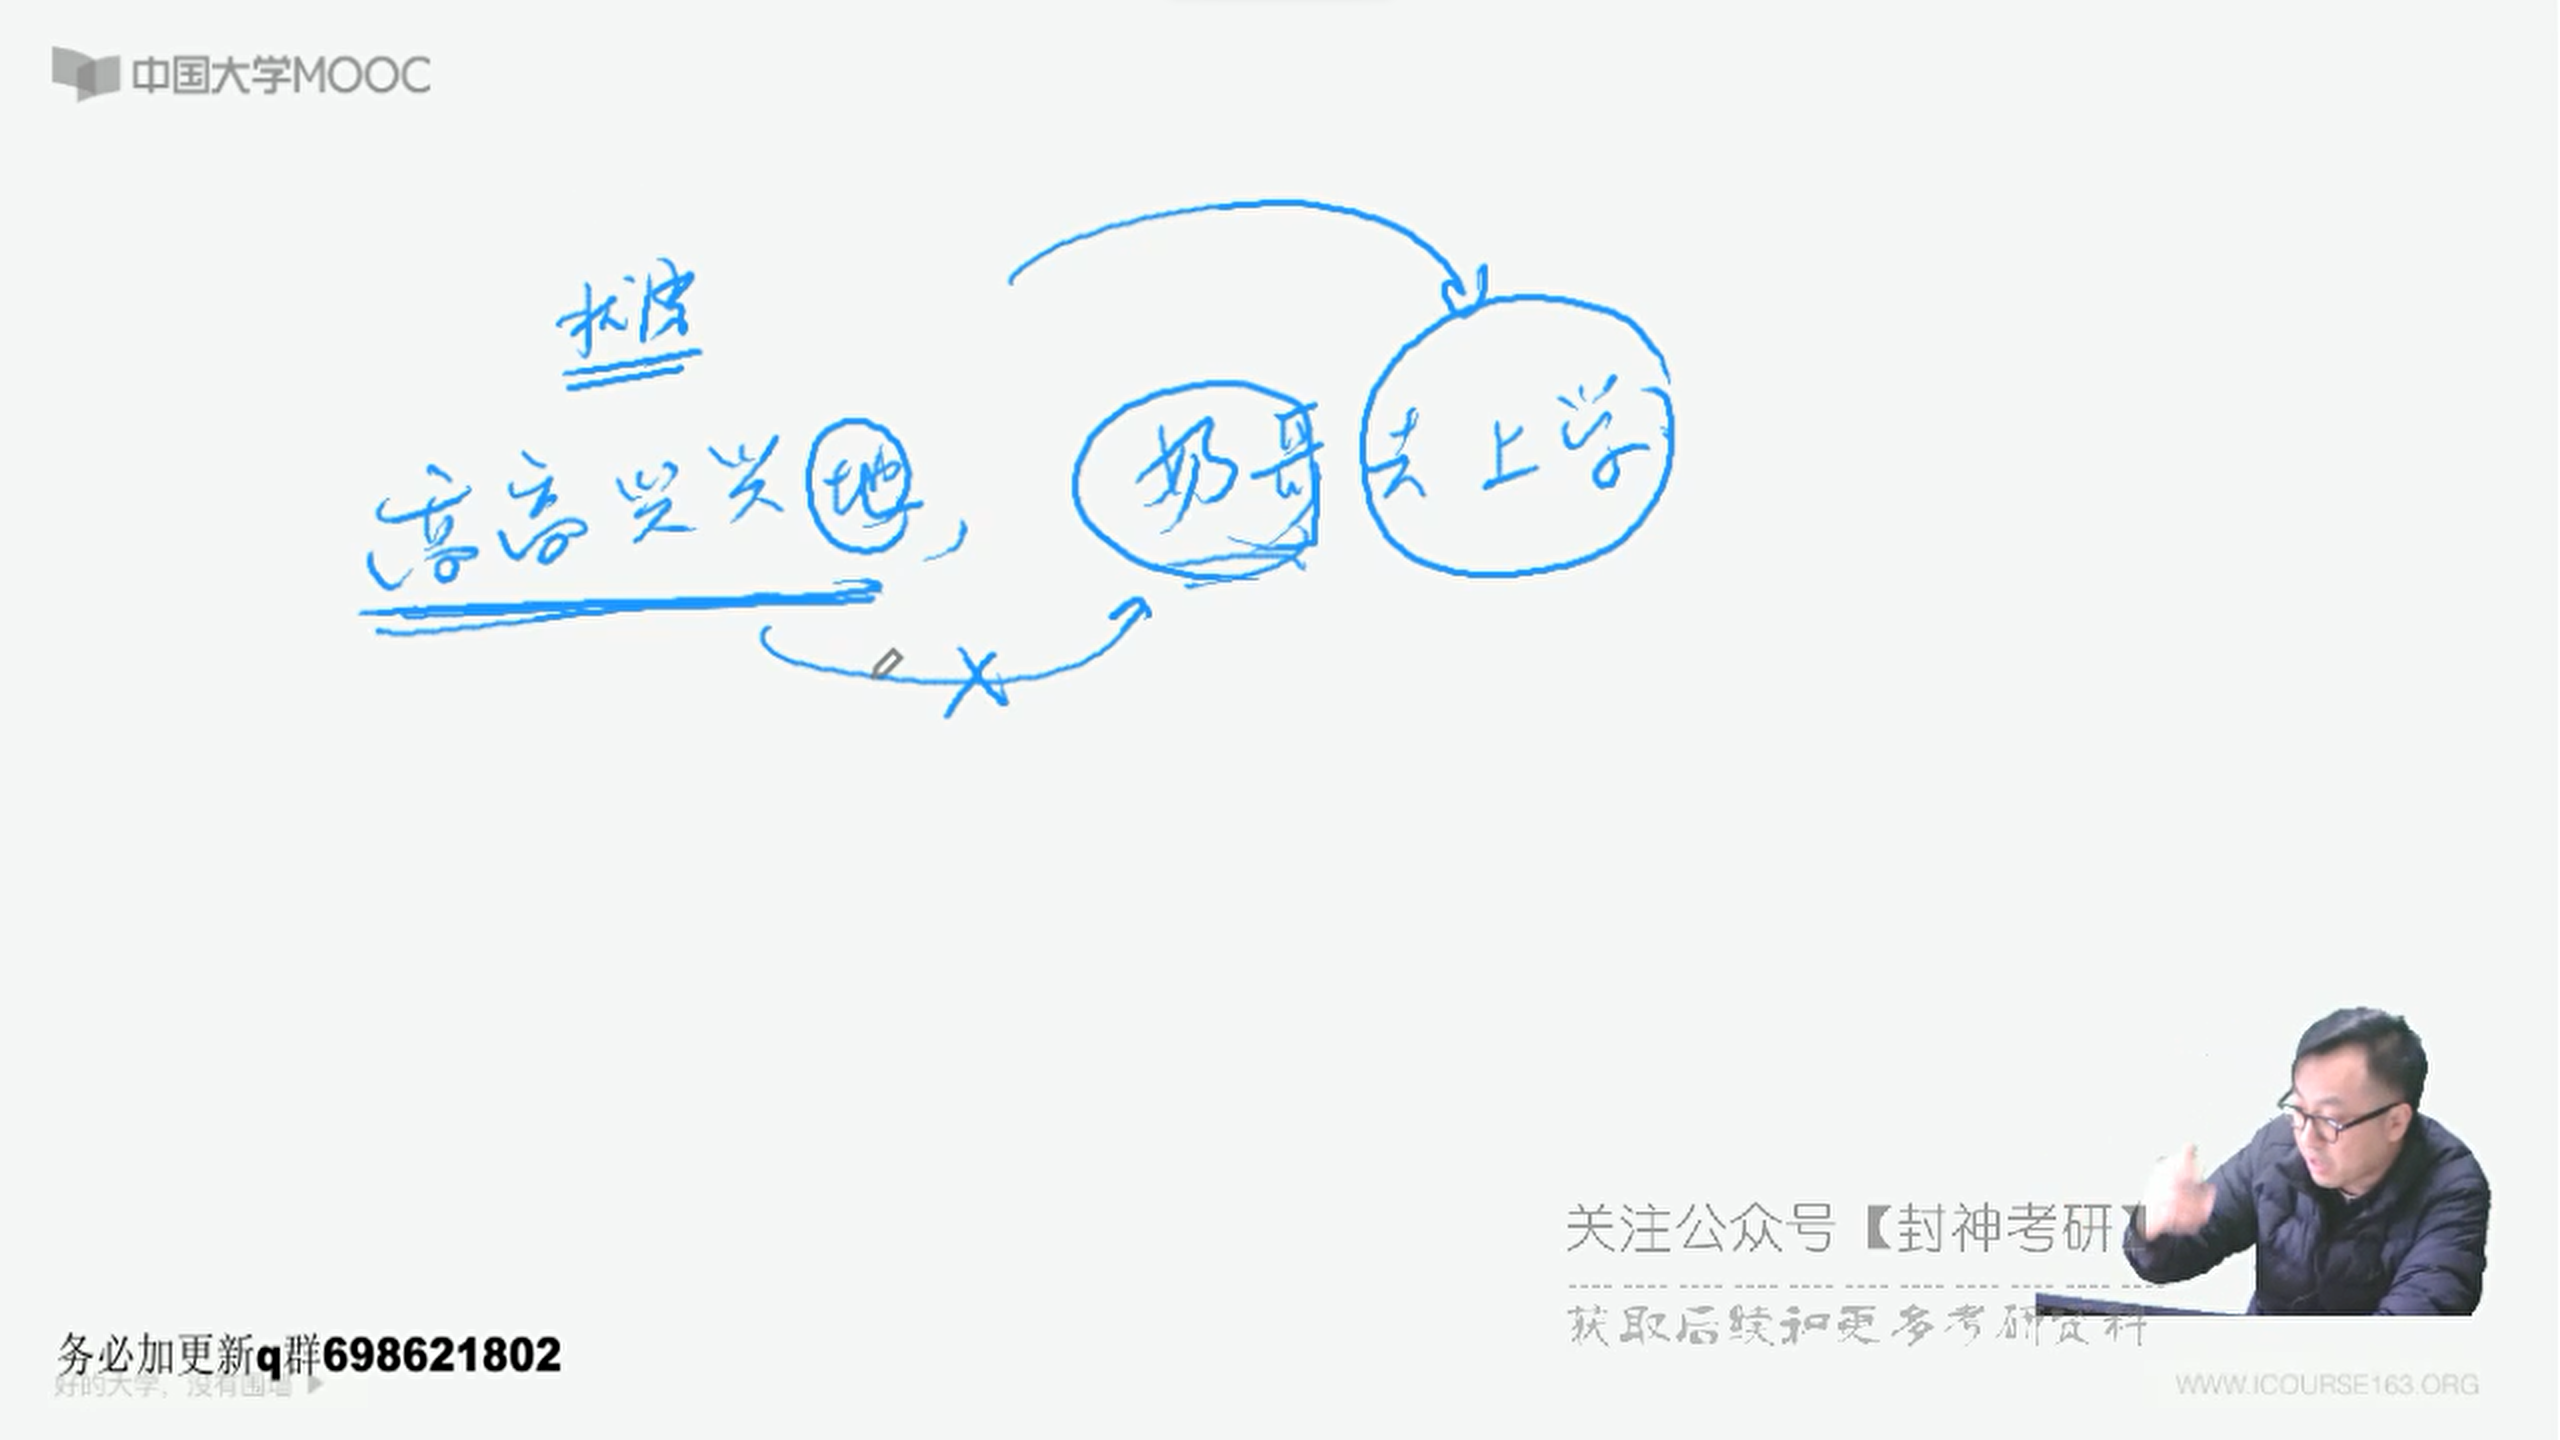 中国大学MOOC
状语
高高兴兴地, 奶哥去上学
关注公众号【封神考研】
获取后续和更多考研资料
务必加更新q群698621802
好的大学，没有围墙
WWW.ICOURSE163.ORG